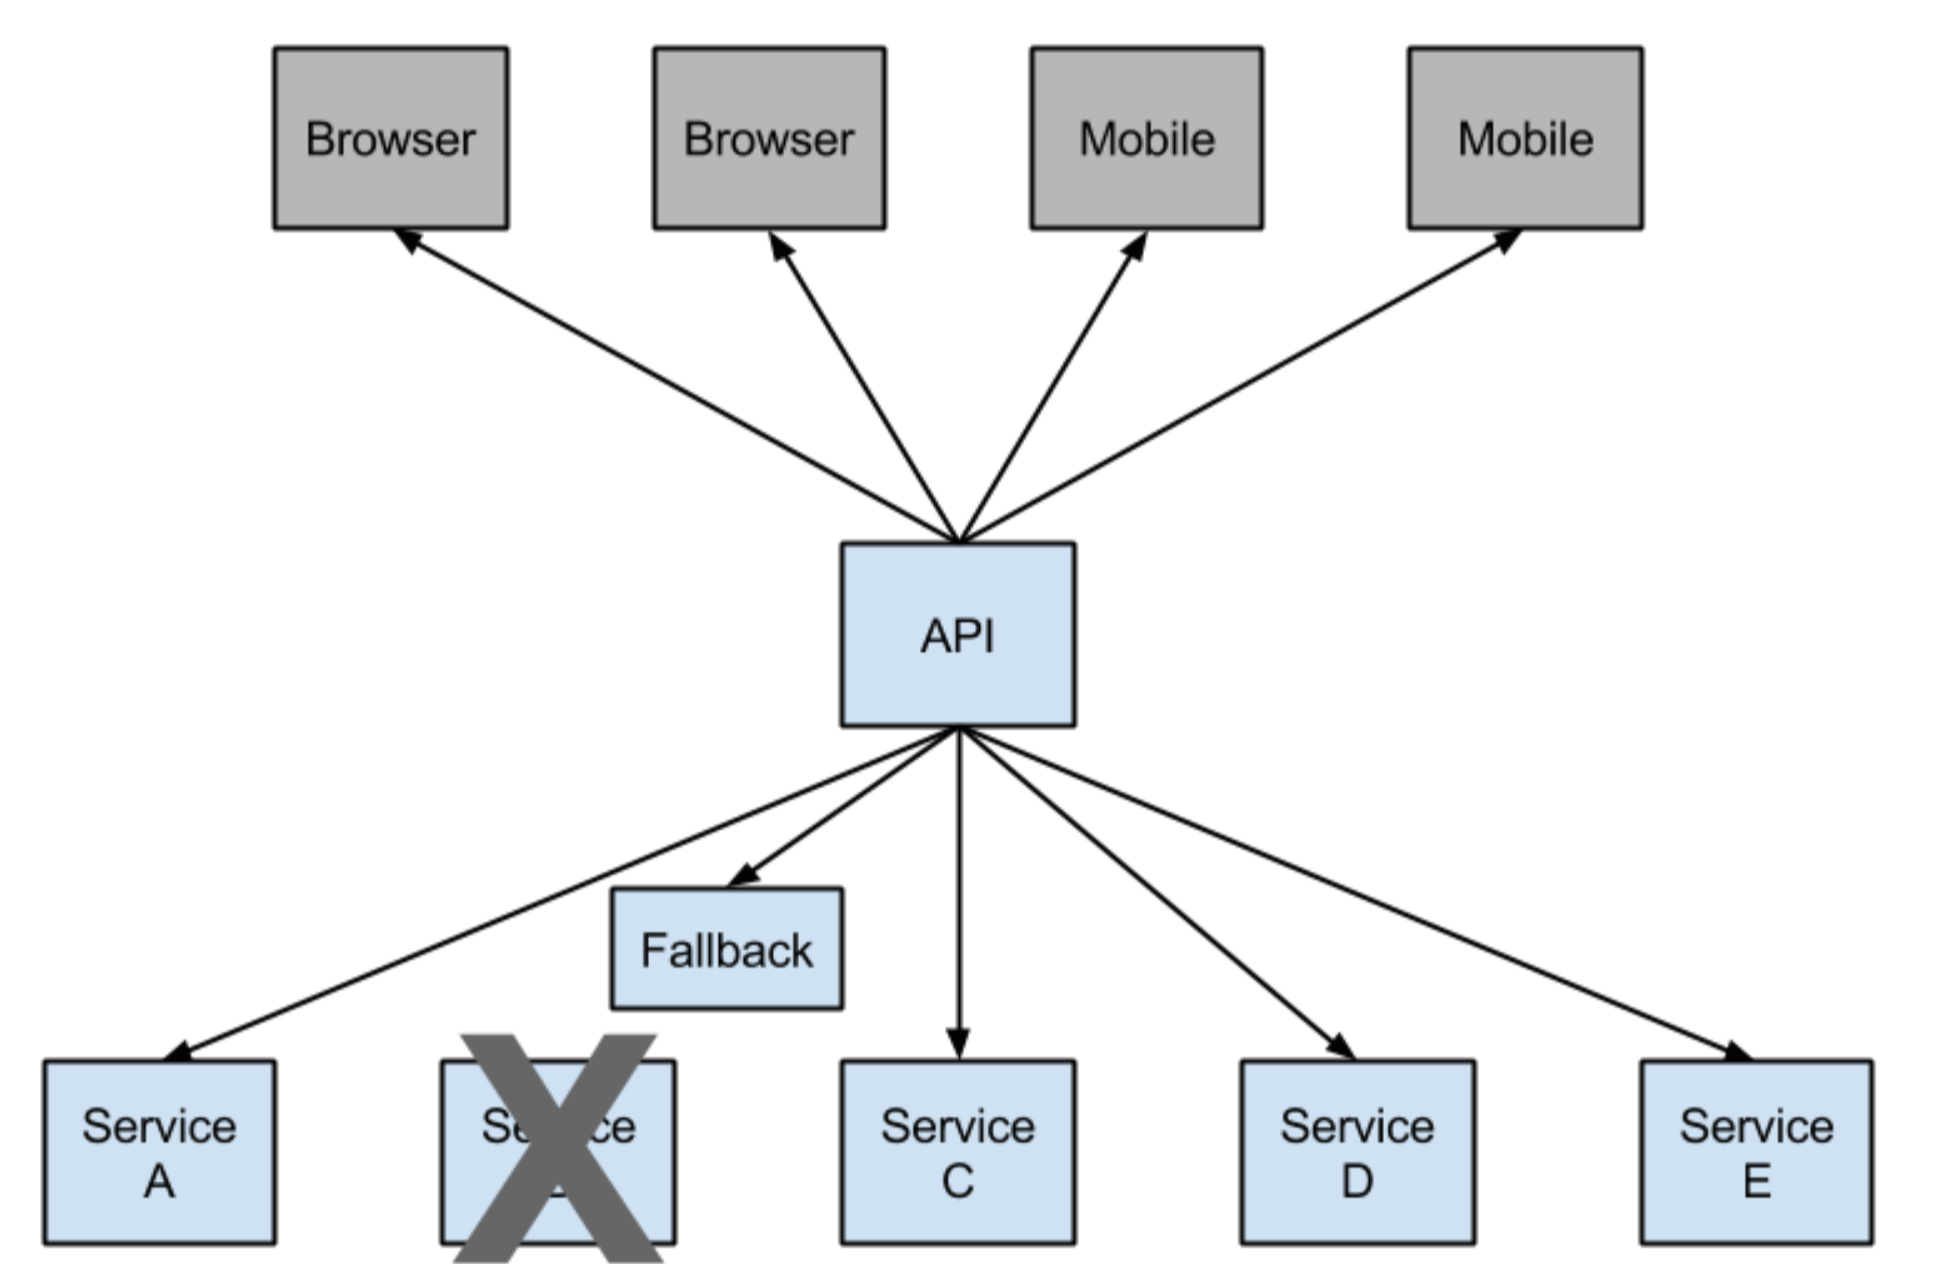 Browser
Browser
Mobile
Mobile
API
Fallback
Service
A
Service
C
Service
D
Service
E